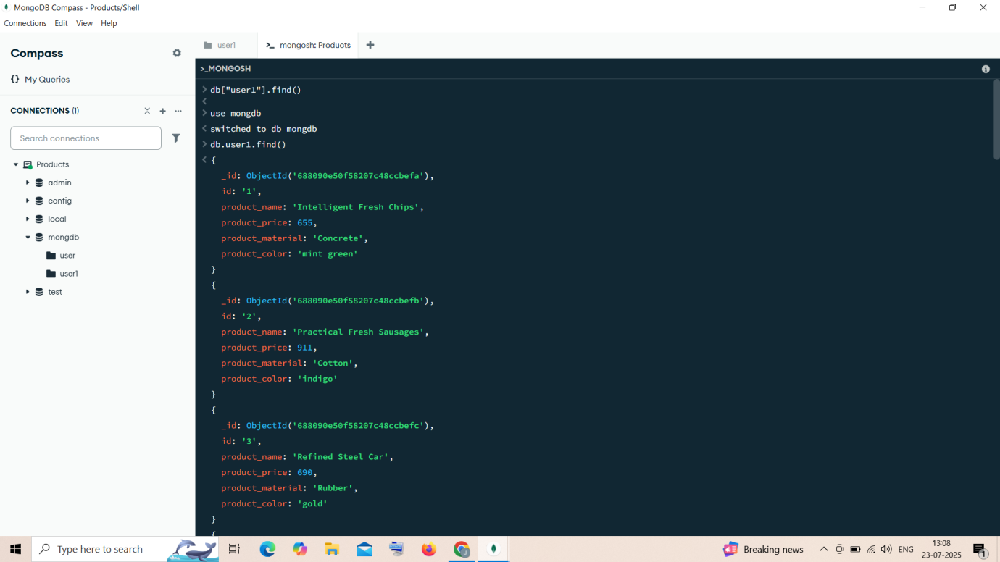 MongoDB Compass - Products/Shell
Connections Edit View Help
Compass
{} My Queries
CONNECTIONS (1)
Search connections
Products
admin
config
local
mongdb
user
user1
test
user1
>_ mongosh: Products
>_MONGOSH
> db["user1"].find()
<
> use mongdb
< switched to db mongdb
> db.user1.find()
< {
_id: ObjectId('688090e50f58207c48ccbefa'),
id: '1',
product_name: 'Intelligent Fresh Chips',
product_price: 655,
product_material: 'Concrete',
product_color: 'mint green'
}
{
_id: ObjectId('688090e50f58207c48ccbefb'),
id: '2',
product_name: 'Practical Fresh Sausages',
product_price: 911,
product_material: 'Cotton',
product_color: 'indigo'
}
{
_id: ObjectId('688090e50f58207c48ccbefc'),
id: '3',
product_name: 'Refined Steel Car',
product_price: 690,
product_material: 'Rubber',
product_color: 'gold'
}
{
Type here to search
Breaking news
ENG
13:08
23-07-2025
1